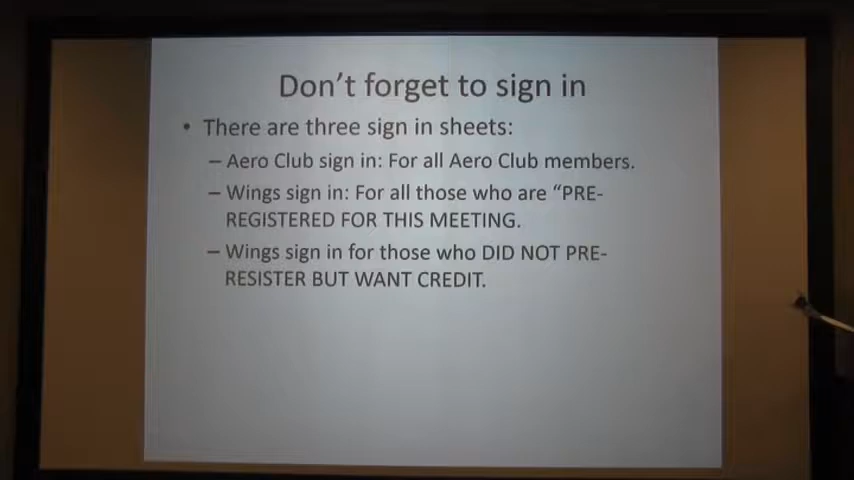 Don't forget to sign in
• There are three sign in sheets:
– Aero Club sign in: For all Aero Club members.
– Wings sign in: For all those who are “PRE-
REGISTERED FOR THIS MEETING.
– Wings sign in for those who DID NOT PRE-
RESISTER BUT WANT CREDIT.